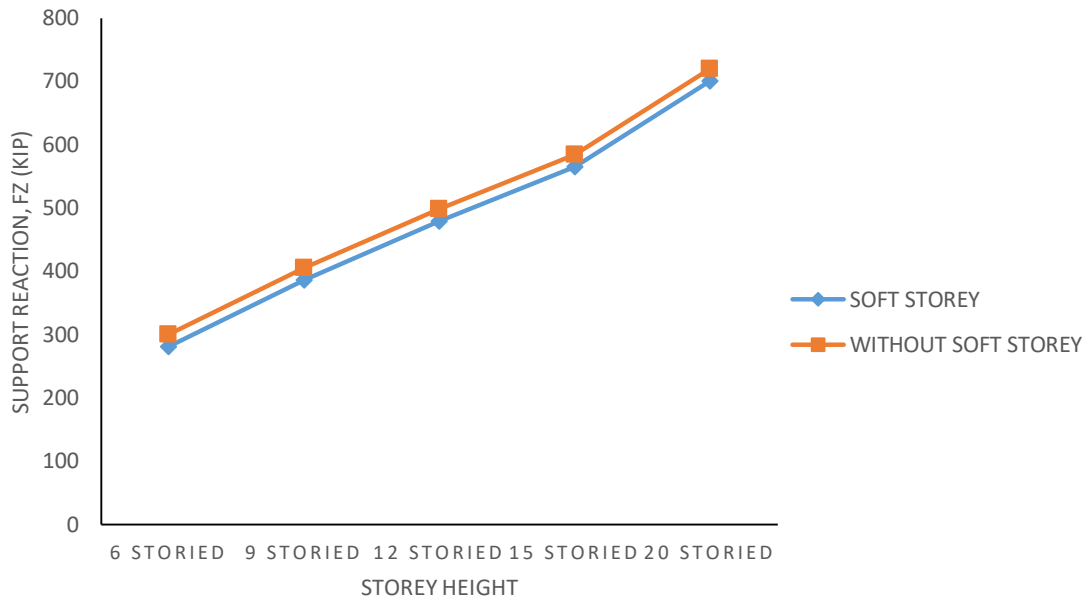 800
700
600
500
400
300
200
100
0
SUPPORT REACTION, FZ (KIP)
6 STORIED 9 STORIED 12 STORIED 15 STORIED 20 STORIED
STOREY HEIGHT
SOFT STOREY
WITHOUT SOFT STOREY